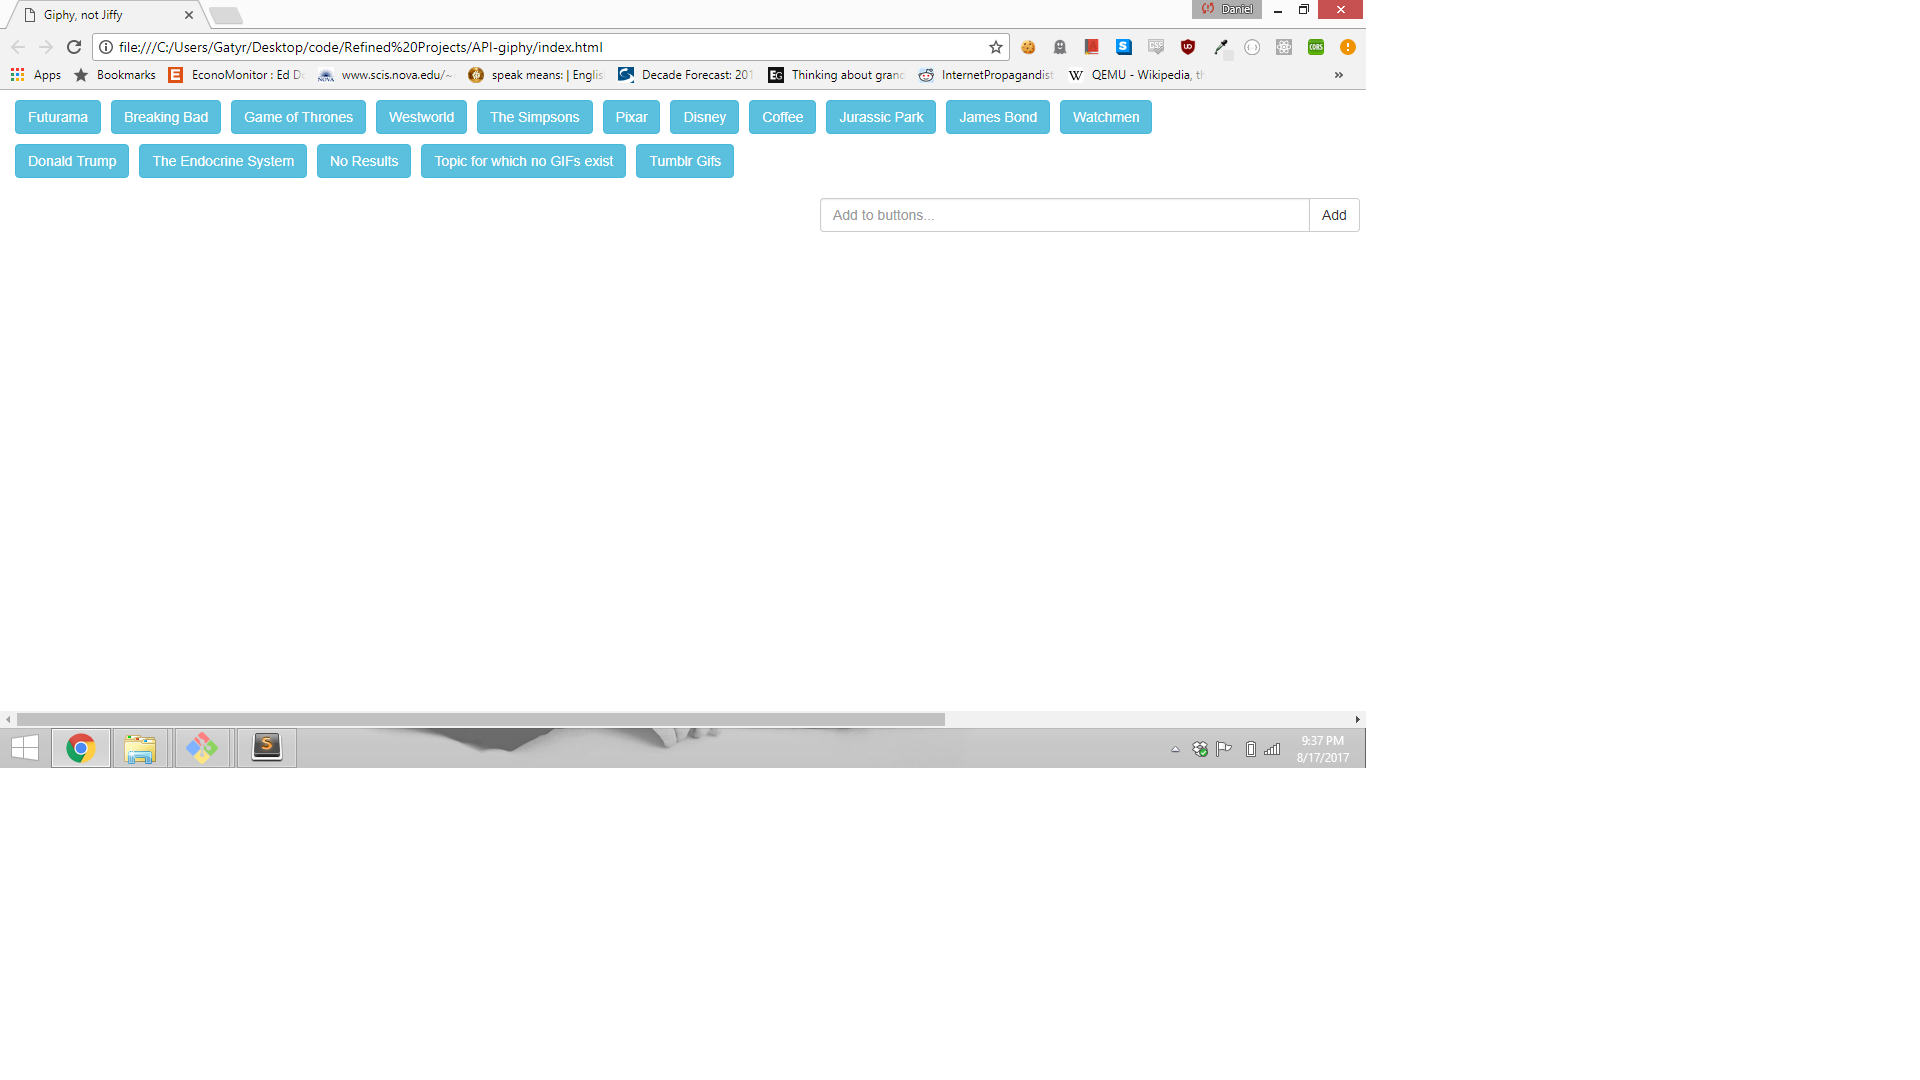 Giphy, not Jiffy
Daniel
file:///C:/Users/Gatyr/Desktop/code/Refined%20Projects/API-giphy/index.html
Apps Bookmarks EconoMonitor : Ed Do www.scis.nova.edu/~ speak means: | Englis Decade Forecast: 201 Thinking about grand InternetPropagandist QEMU - Wikipedia, th »
Futurama Breaking Bad Game of Thrones Westworld The Simpsons Pixar Disney Coffee Jurassic Park James Bond Watchmen
Donald Trump The Endocrine System No Results Topic for which no GIFs exist Tumblr Gifs
Add to buttons... Add
9:37 PM
8/17/2017